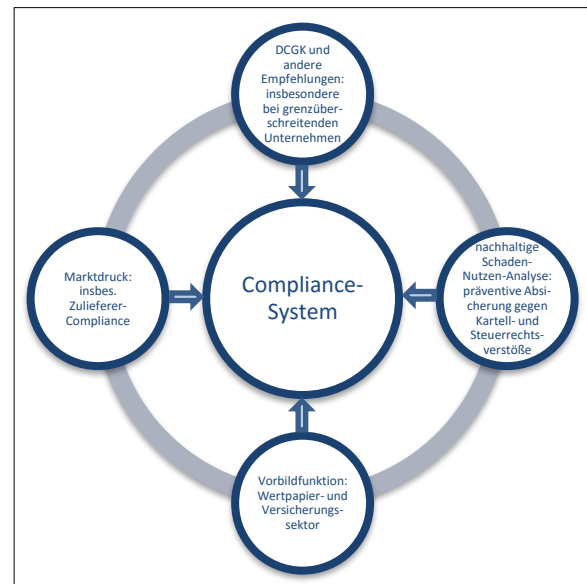 DCGK und
andere
Empfehlungen:
insbesondere
bei grenzüber-
schreitenden
Unternehmen
Marktdruck:
insbes.
Zulieferer-
Compliance
Compliance-
System
nachhaltige
Schaden-
Nutzen-Analyse:
präventive Absi-
cherung gegen
Kartell- und
Steuerrechts-
verstöße
Vorbildfunktion:
Wertpapier- und
Versicherungs-
sektor